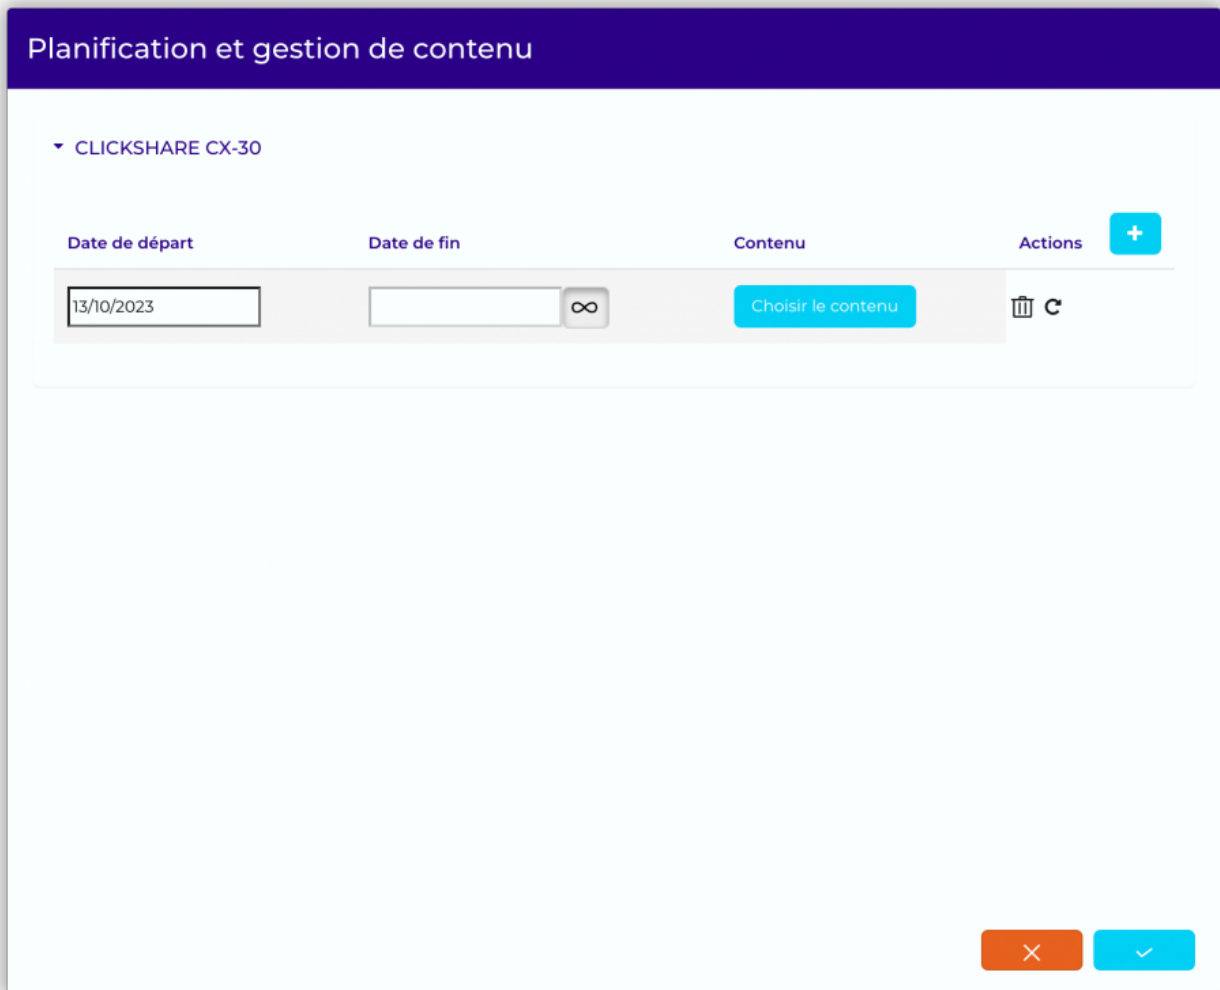 Planification et gestion de contenu
CLICKSHARE CX-30
Date de départ Date de fin Contenu Actions
13/10/2023 Choisir le contenu